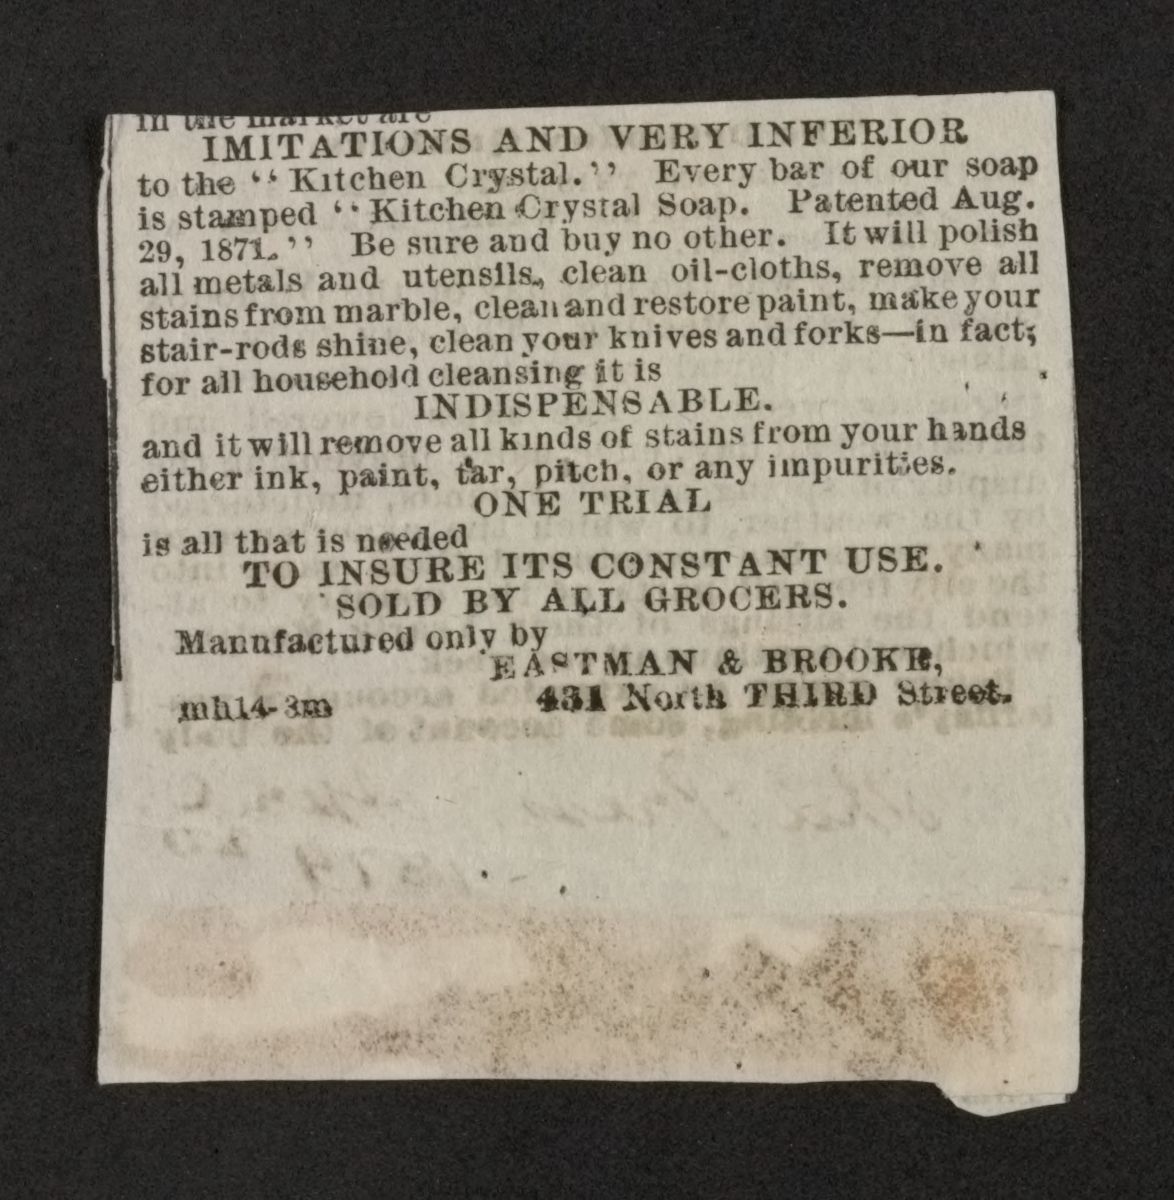 in the market are
IMITATIONS AND VERY INFERIOR
to the "Kitchen Crystal." Every bar of our soap
is stamped "Kitchen Crystal Soap. Patented Aug.
29, 1871." Be sure and buy no other. It will polish
all metals and utensils, clean oil-cloths, remove all
stains from marble, clean and restore paint, make your
stair-rods shine, clean your knives and forks—in fact,
for all household cleansing it is
INDISPENSABLE.
and it will remove all kinds of stains from your hands
either ink, paint, tar, pitch, or any impurities.
ONE TRIAL
is all that is needed
TO INSURE ITS CONSTANT USE.
SOLD BY ALL GROCERS.
Manufactured only by
EASTMAN & BROOKE,
431 North THIRD Street.
mh14-3m